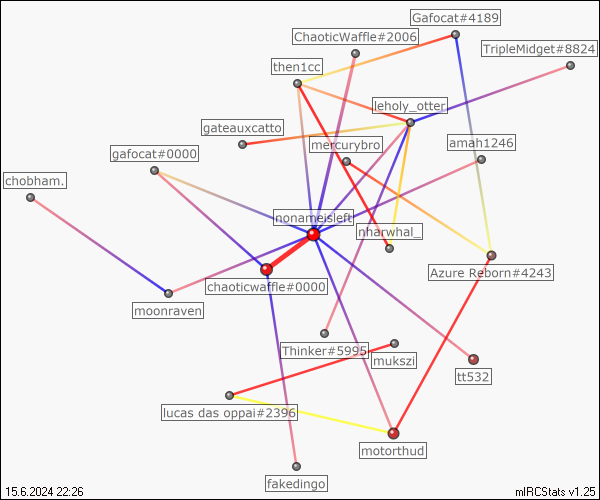 Gafocat#4189
ChaoticWaffle#2006
TripleMidget#8824
then1cc
leholy_otter
gateauxcatto
mercurybro
amah1246
gafocat#0000
chobham.
nonameisleft
nharwhal_
Azure Reborn#4243
chaoticwaffle#0000
moonraven
Thinker#5995
mukszi
tt532
lucas das oppai#2396
motorthud
fakedingo
15.6.2024 22:26
mIRCStats v1.25